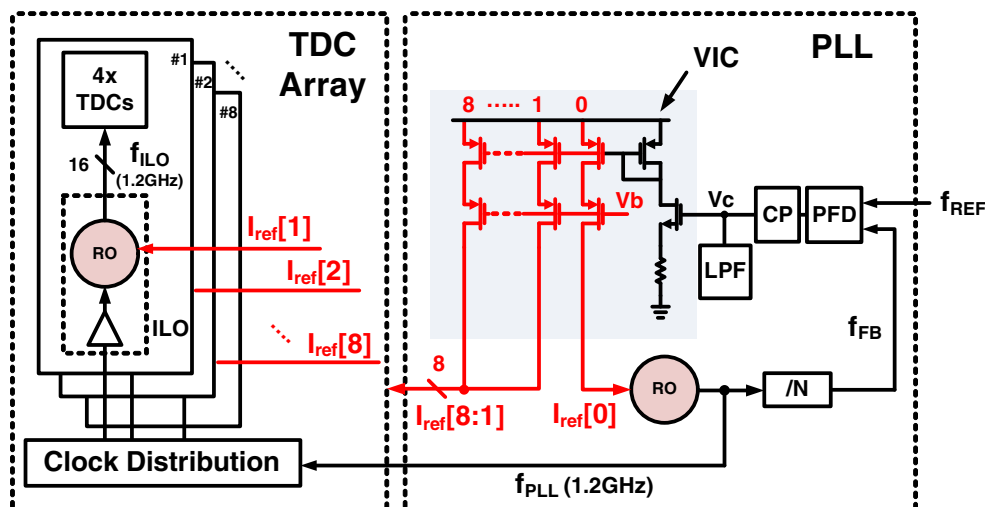 TDC
Array
PLL
VIC
#1
#2
#8
4x
TDCs
8 ..... 1 0
16
fILO
(1.2GHz)
Vb
Vc
CP
PFD
fREF
RO
Iref[1]
LPF
Iref[2]
ILO
fFB
Iref[8]
8
RO
/N
Iref[8:1]
Iref[0]
Clock Distribution
fPLL (1.2GHz)